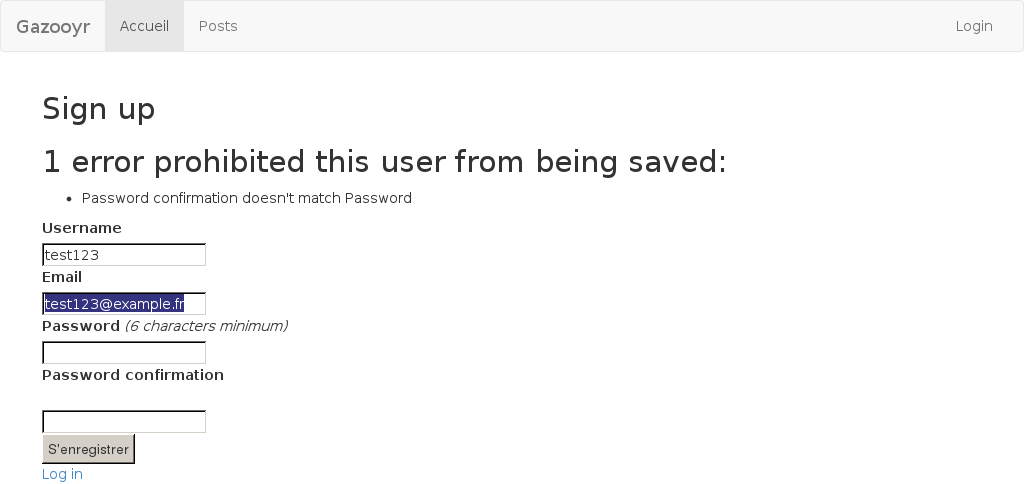 Gazooyr Accueil Posts Login
Sign up
1 error prohibited this user from being saved:
• Password confirmation doesn't match Password
Username
test123
Email
test123@example.fr
Password (6 characters minimum)
Password confirmation
S'enregistrer
Log in